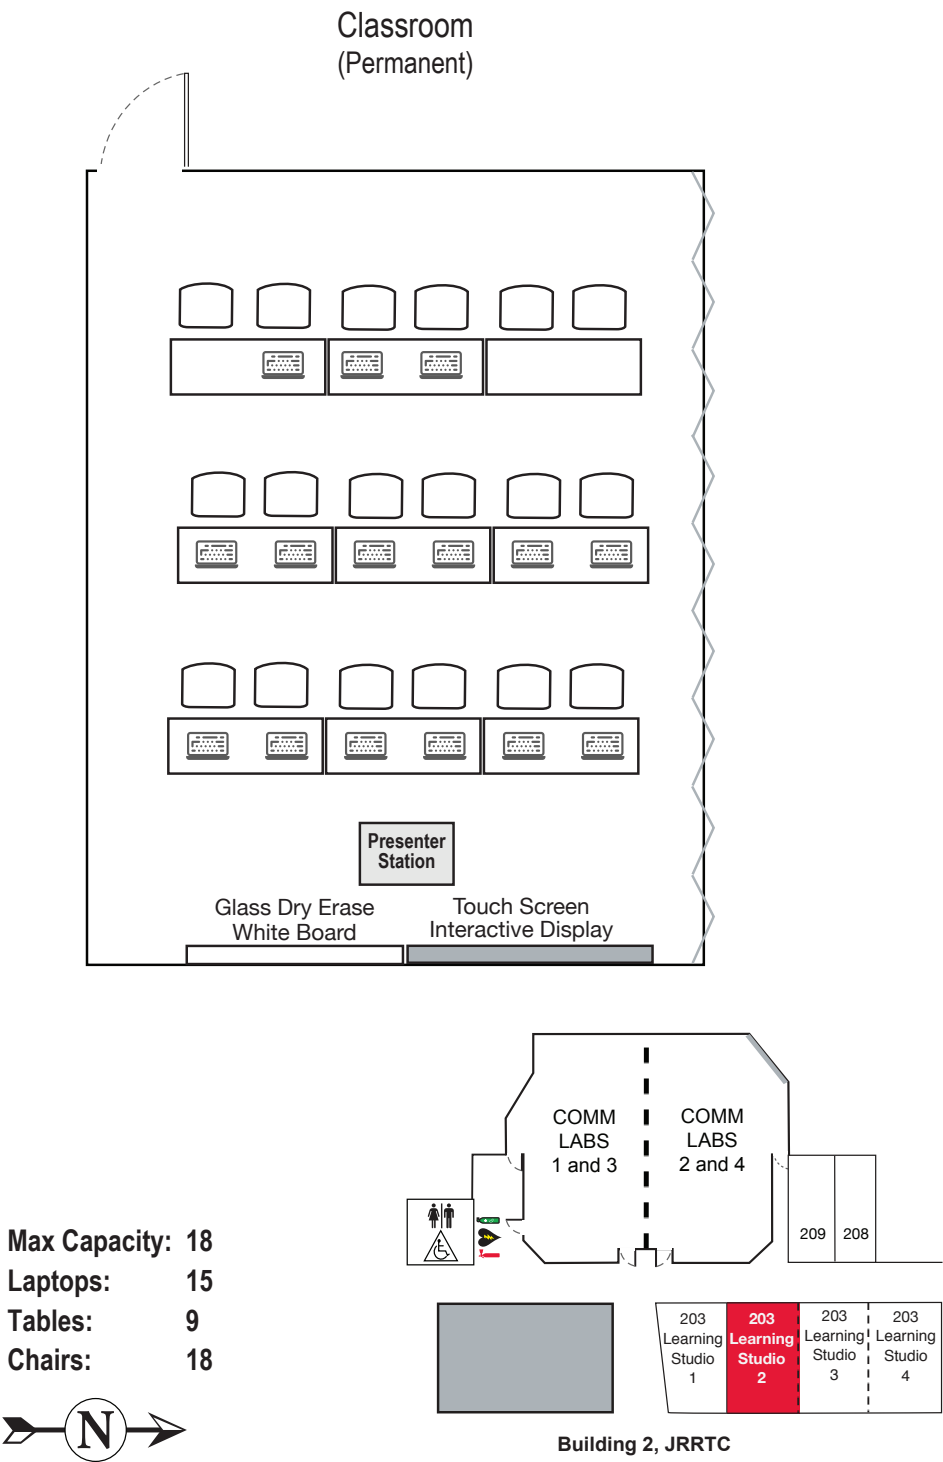 Classroom
(Permanent)
Presenter
Station
Glass Dry Erase
White Board
Touch Screen
Interactive Display
COMM
LABS
1 and 3
COMM
LABS
2 and 4
209
208
Max Capacity: 18
Laptops: 15
Tables: 9
Chairs: 18
N
203
Learning
Studio
1
203
Learning
Studio
2
203
Learning
Studio
3
203
Learning
Studio
4
Building 2, JRRTC